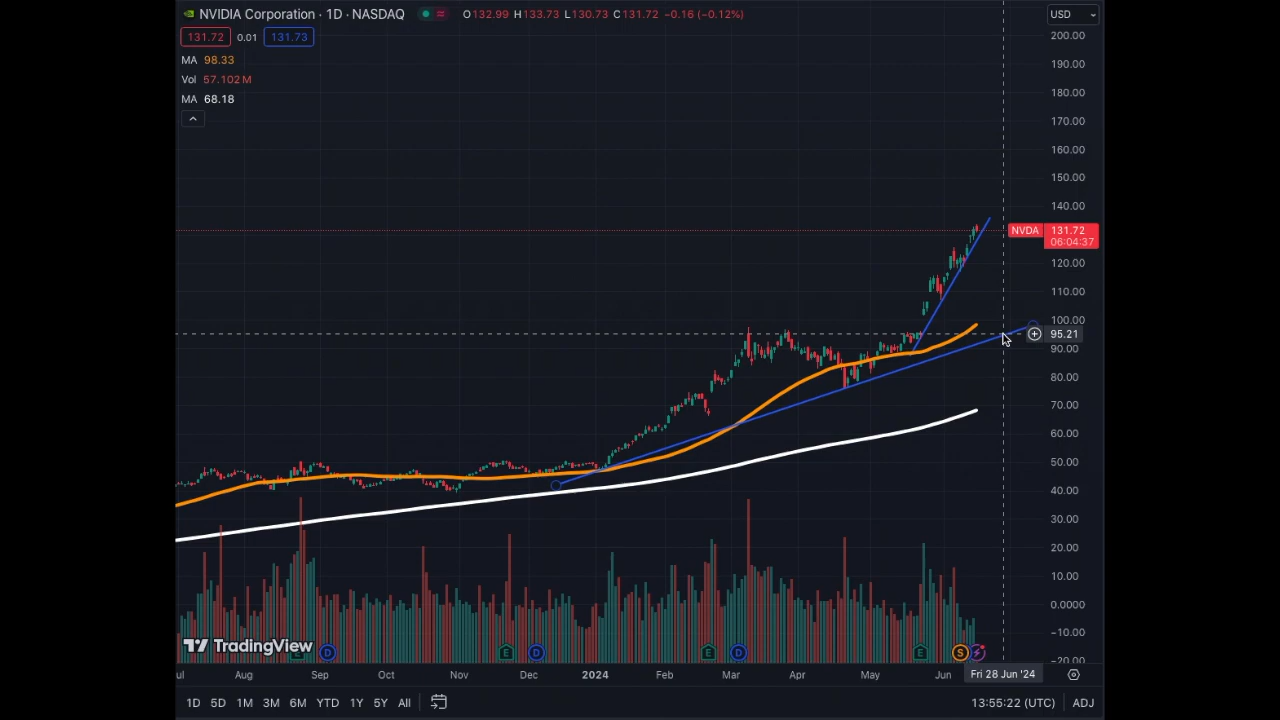 NVIDIA Corporation · 1D · NASDAQ O132.99 H133.73 L130.73 C131.72 −0.16 (−0.12%) USD
131.72 0.01 131.73
MA 98.33
Vol 57.102 M
MA 68.18
200.00
190.00
180.00
170.00
160.00
150.00
140.00
NVDA 131.72
06:04:37
120.00
110.00
100.00
95.21
90.00
80.00
70.00
60.00
50.00
40.00
30.00
20.00
10.00
0.0000
−10.00
−20.00
TradingView
E D E D E D E S
ul Aug Sep Oct Nov Dec 2024 Feb Mar Apr May Jun Fri 28 Jun '24
1D 5D 1M 3M 6M YTD 1Y 5Y All 13:55:22 (UTC) ADJ